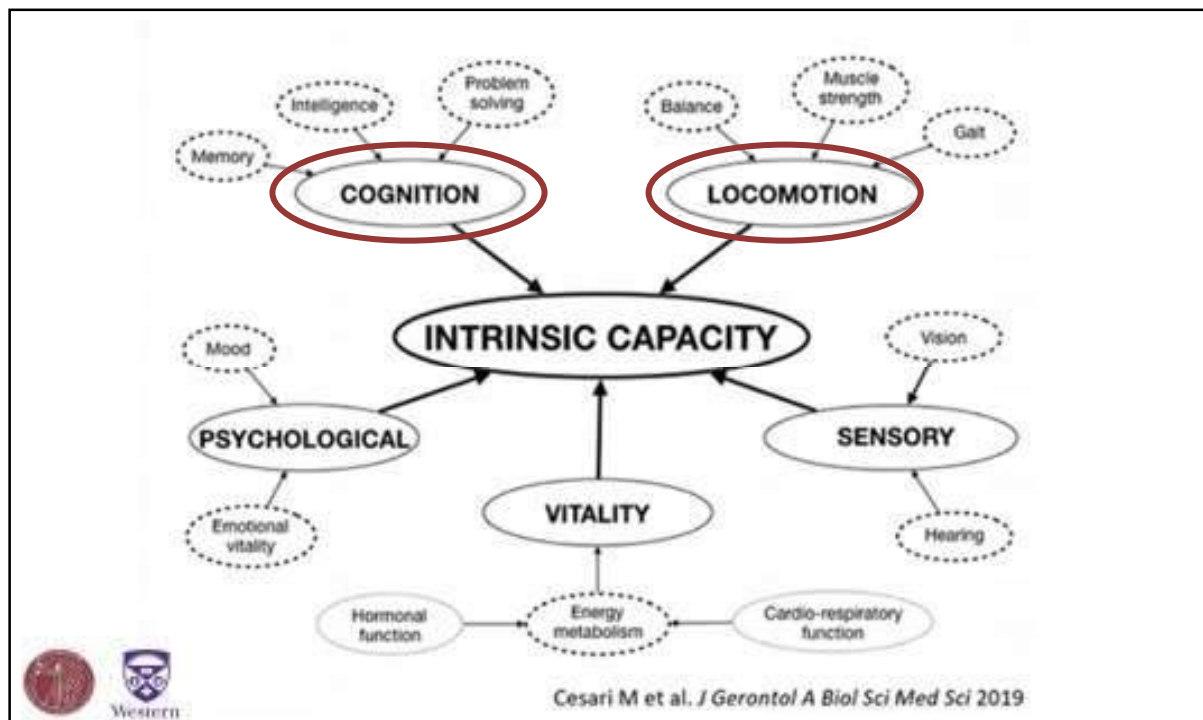 Problem
solving
Intelligence
Memory
COGNITION
Muscle
strength
Balance
Gait
LOCOMOTION
INTRINSIC CAPACITY
Mood
PSYCHOLOGICAL
Emotional
vitality
Vision
SENSORY
Hearing
VITALITY
Hormonal
function
Energy
metabolism
Cardio-respiratory
function
Western
Cesari M et al. J Gerontol A Biol Sci Med Sci 2019